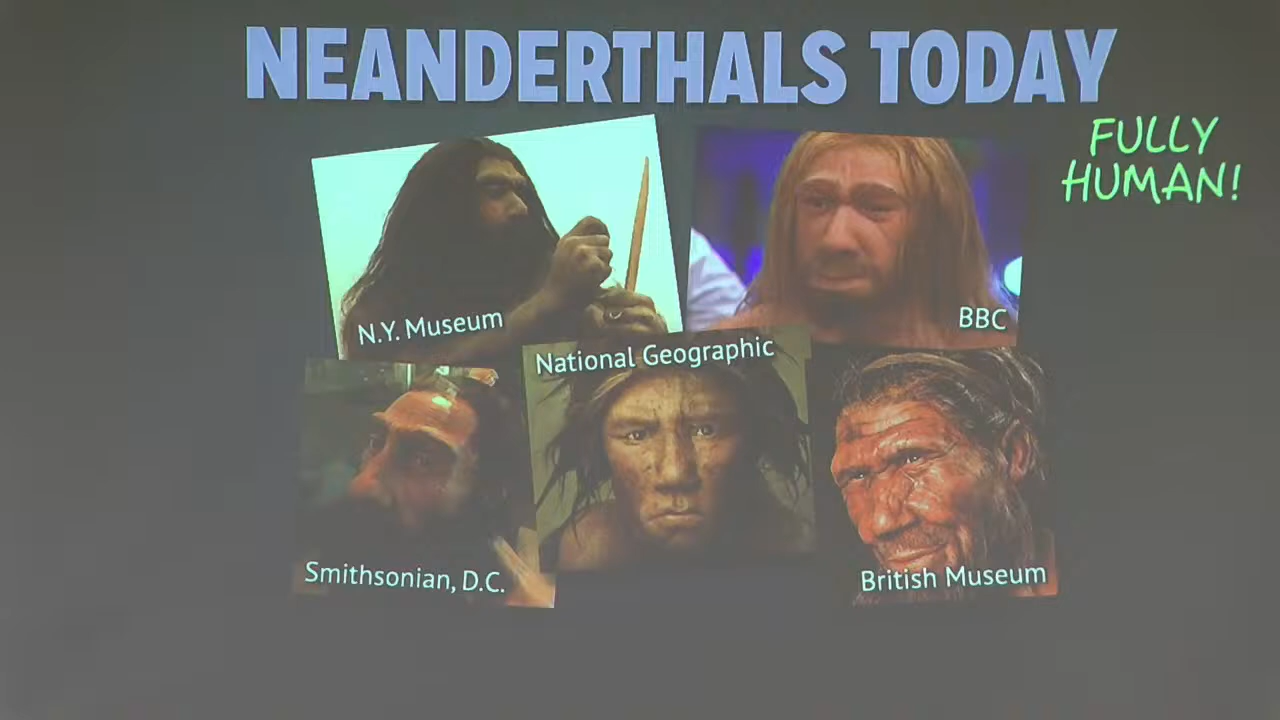 NEANDERTHALS TODAY
FULLY
HUMAN!
N.Y. Museum
BBC
National Geographic
Smithsonian, D.C.
British Museum